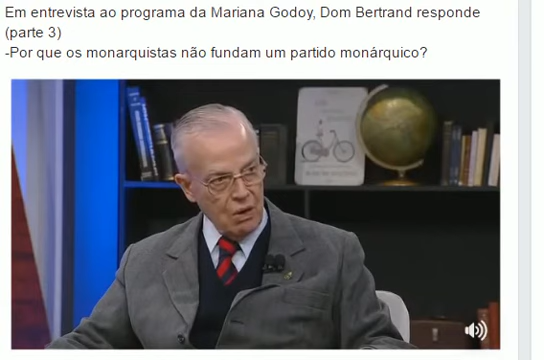 Em entrevista ao programa da Mariana Godoy, Dom Bertrand responde
(parte 3)
-Por que os monarquistas não fundam um partido monárquico?